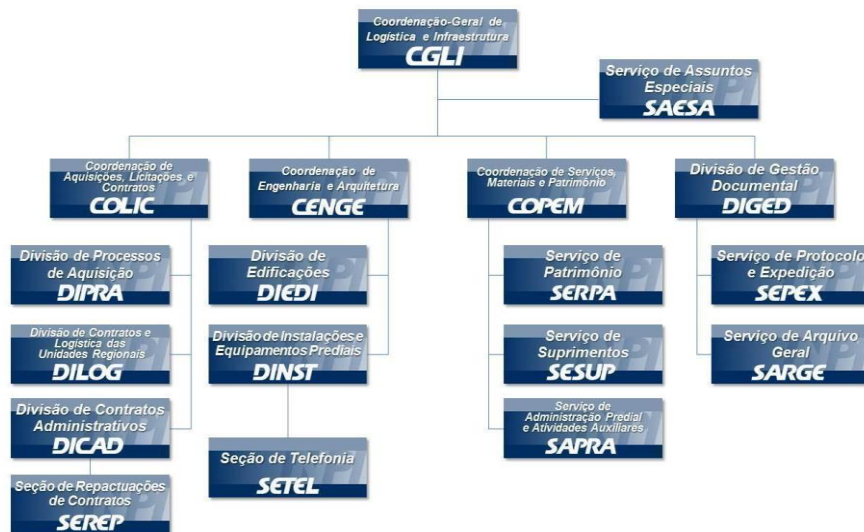 Coordenação-Geral de
Logística e Infraestrutura
CGLI
Serviço de Assuntos
Especiais
SAESA
Coordenação de
Aquisições, Licitações e
Contratos
COLIC
Coordenação de
Engenharia e Arquitetura
CENGE
Coordenação de Serviços,
Materiais e Patrimônio
COPEM
Divisão de Gestão
Documental
DIGED
Divisão de Processos
de Aquisição
DIPRA
Divisão de
Edificações
DIEDI
Serviço de
Patrimônio
SERPA
Serviço de Protocolo
e Expedição
SEPEX
Divisão de Contratos e
Logística das
Unidades Regionais
DILOG
Divisão de Instalações e
Equipamentos Prediais
DINST
Serviço de
Suprimentos
SESUP
Serviço de Arquivo
Geral
SARGE
Divisão de Contratos
Administrativos
DICAD
Serviço de
Administração Predial
e Atividades Auxiliares
SAPRA
Seção de Telefonia
SETEL
Seção de Repactuações
de Contratos
SEREP